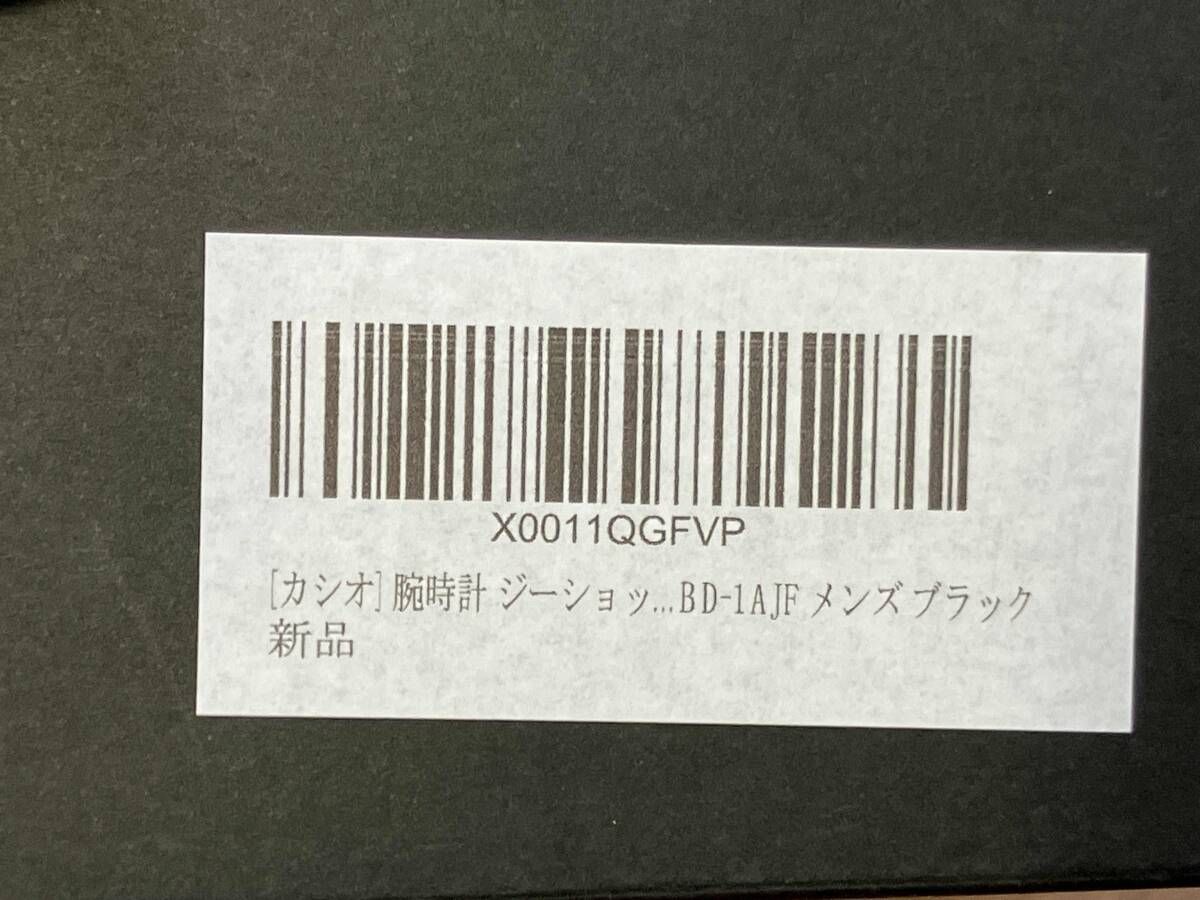 X0011QGFVP
[カシオ] 腕時計 ジーショッ...BD-1AJF メンズ ブラック
新品